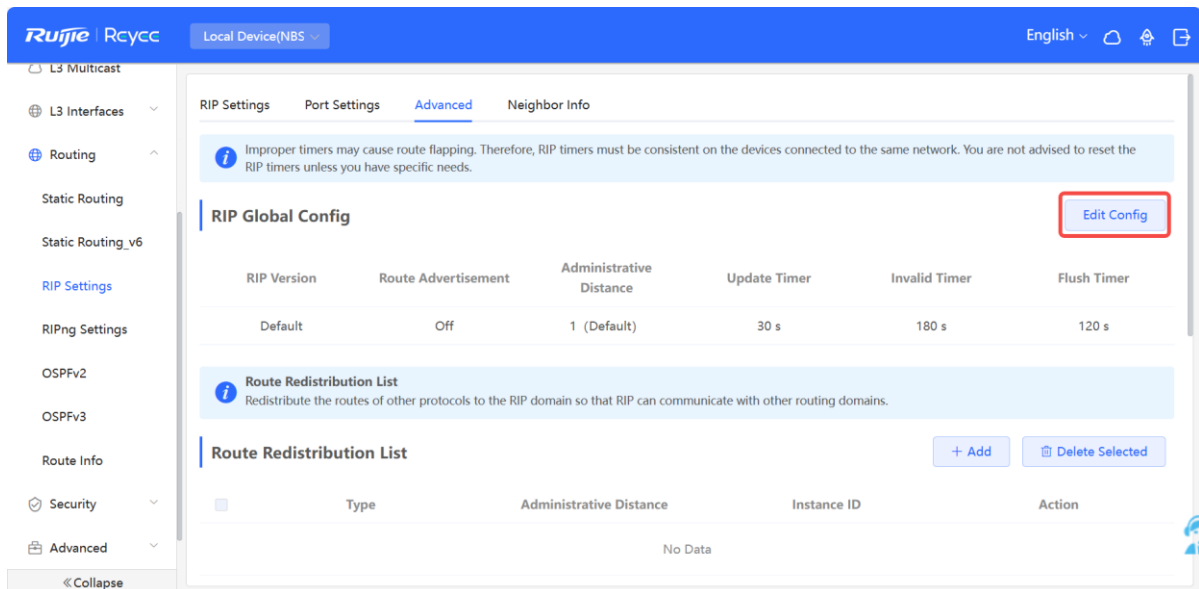 Ruijie | Rcycc
Local Device(NBS
English
L3 Multicast
L3 Interfaces
Routing
Static Routing
Static Routing_v6
RIP Settings
RIPng Settings
OSPFv2
OSPFv3
Route Info
Security
Advanced
«Collapse
RIP Settings Port Settings Advanced Neighbor Info
Improper timers may cause route flapping. Therefore, RIP timers must be consistent on the devices connected to the same network. You are not advised to reset the
RIP timers unless you have specific needs.
RIP Global Config
Edit Config
RIP Version Route Advertisement Administrative Distance Update Timer Invalid Timer Flush Timer
Default Off 1 (Default) 30 s 180 s 120 s
Route Redistribution List
Redistribute the routes of other protocols to the RIP domain so that RIP can communicate with other routing domains.
Route Redistribution List
+ Add Delete Selected
Type Administrative Distance Instance ID Action
No Data